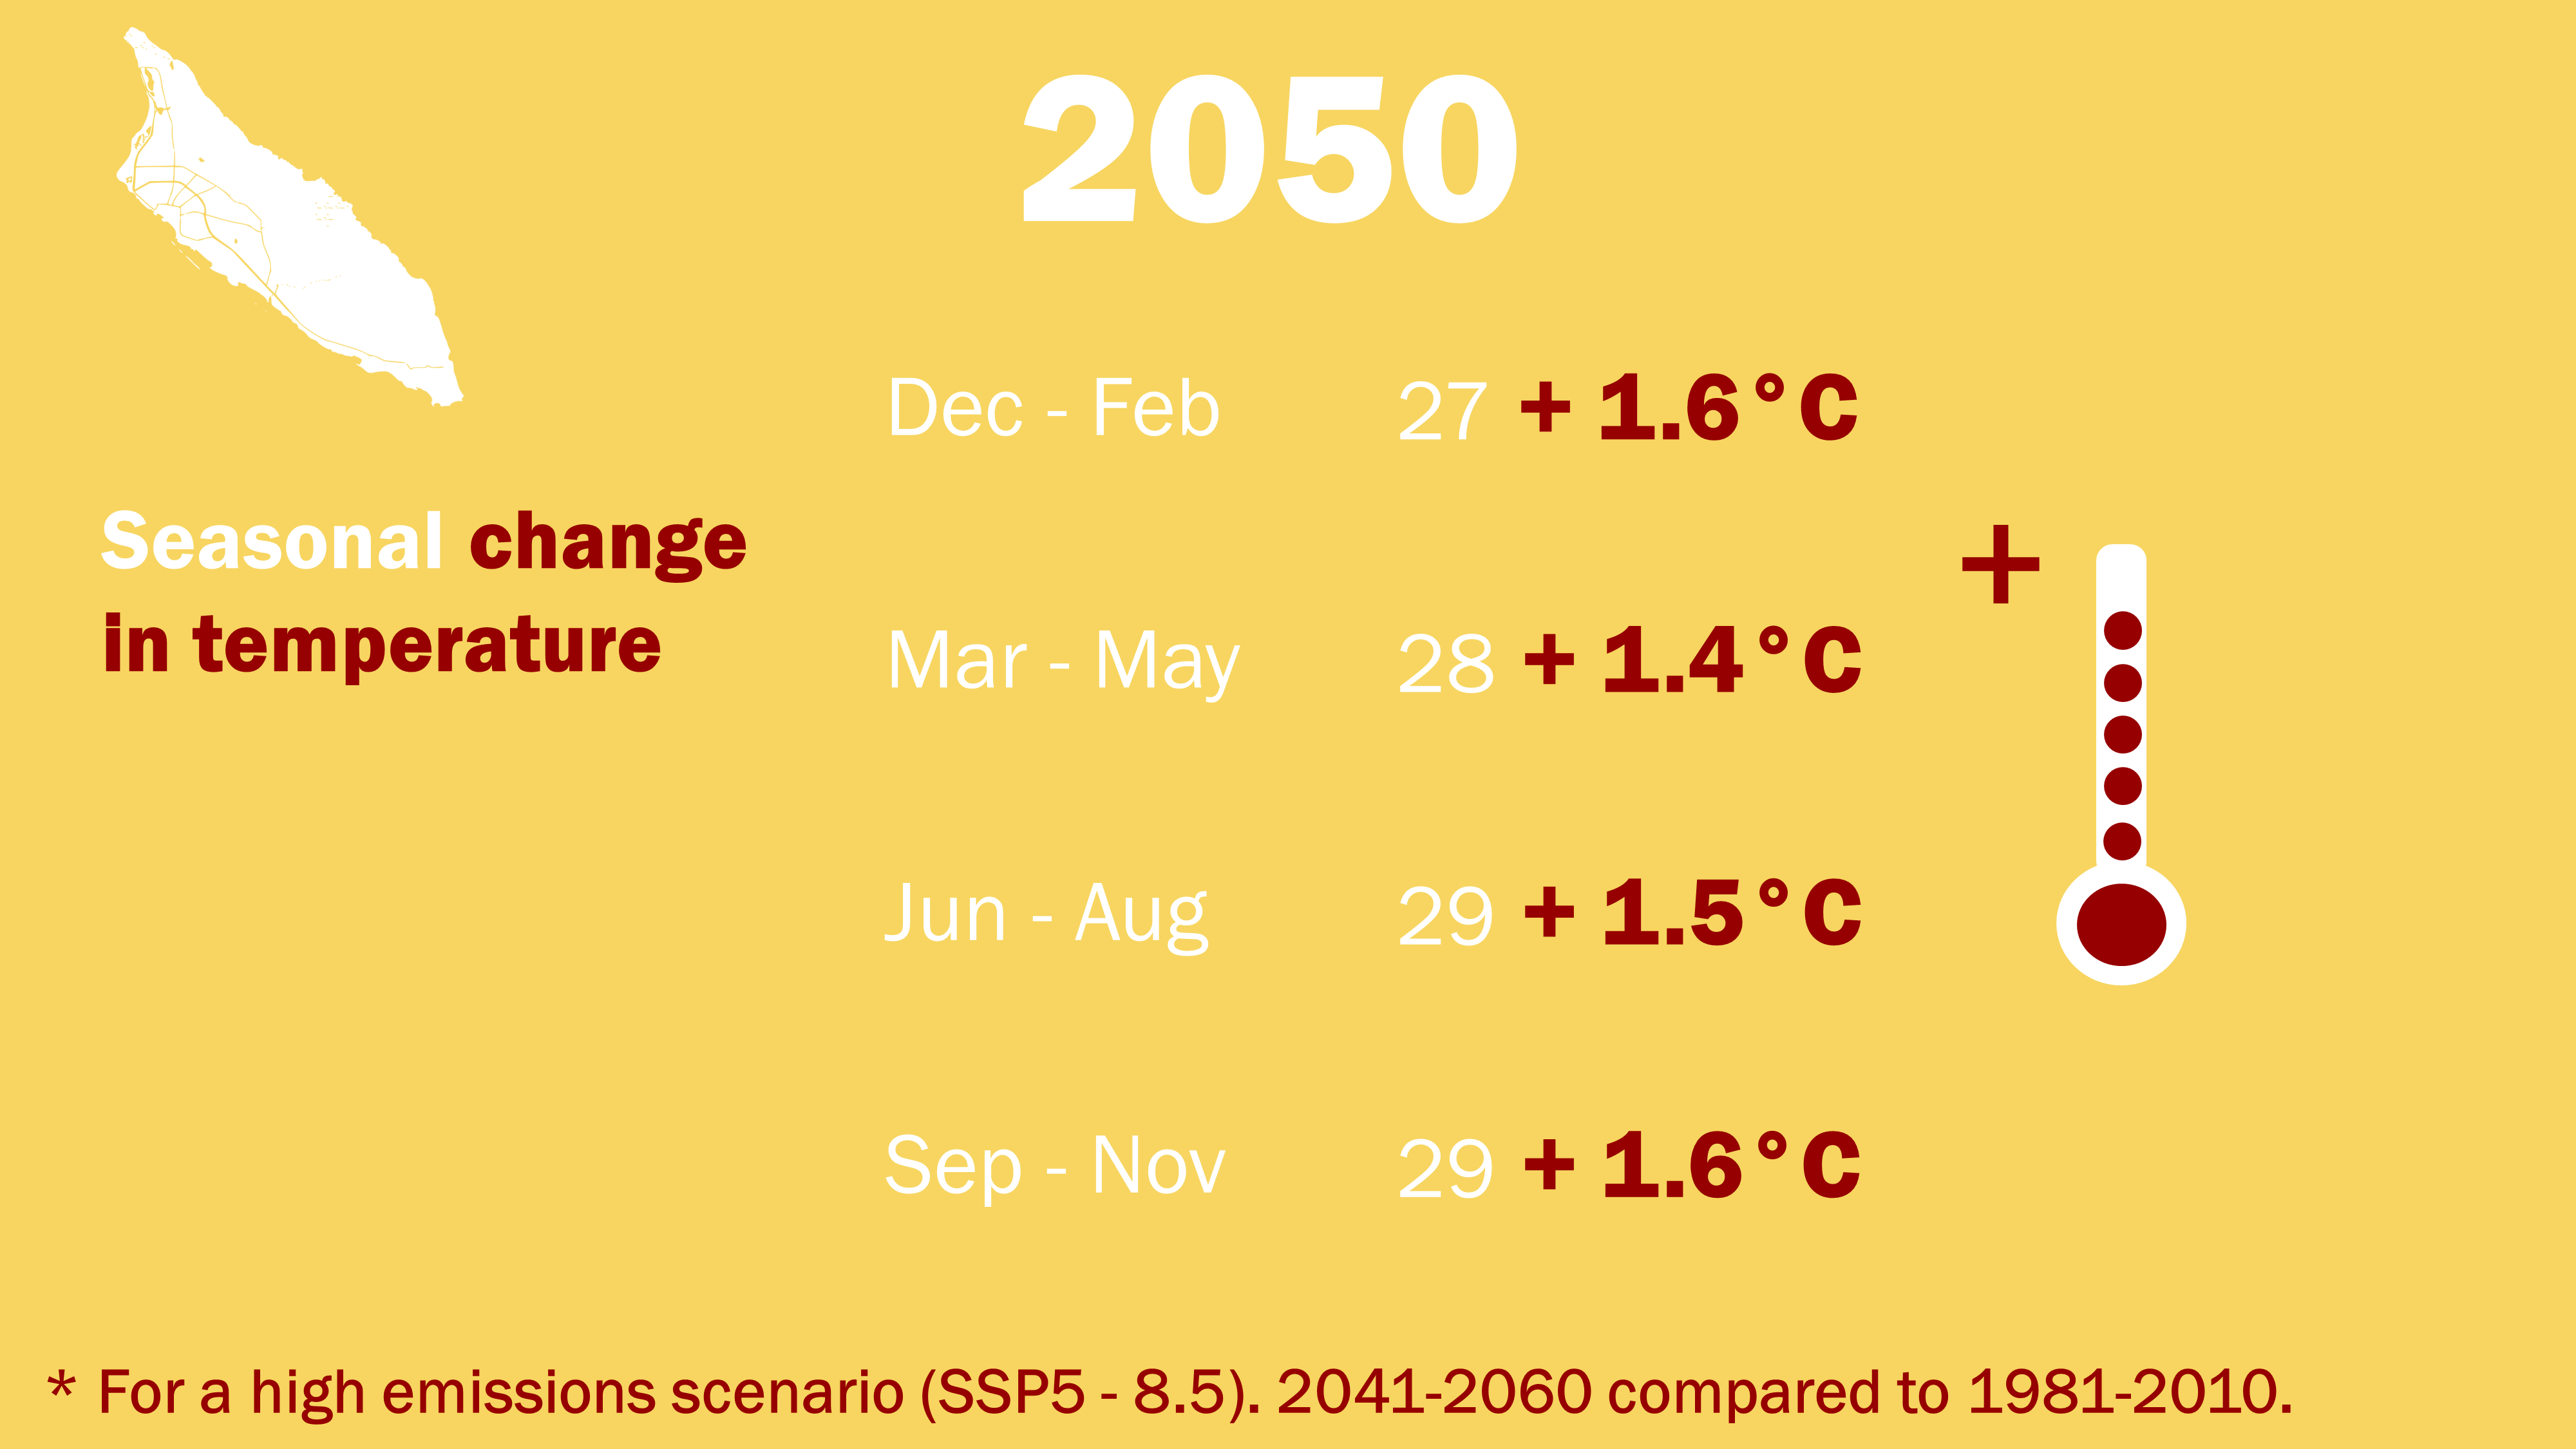 2050
Seasonal change
in temperature
Dec - Feb 27 + 1.6°C
Mar - May 28 + 1.4°C
+
Jun - Aug 29 + 1.5°C
Sep - Nov 29 + 1.6°C
* For a high emissions scenario (SSP5 - 8.5). 2041-2060 compared to 1981-2010.